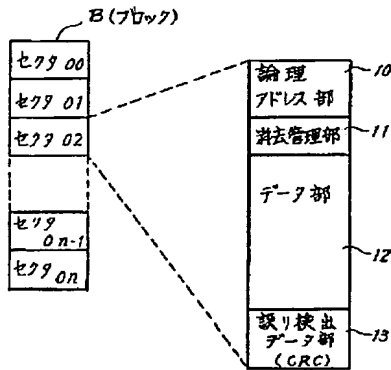 B(ブロック)
セクタ 00
セクタ 01
セクタ 02
セクタ
0n-1
セクタ 0n
論理
アドレス部
10
消去管理部
11
データ部
12
誤り検出
データ部
(CRC)
13